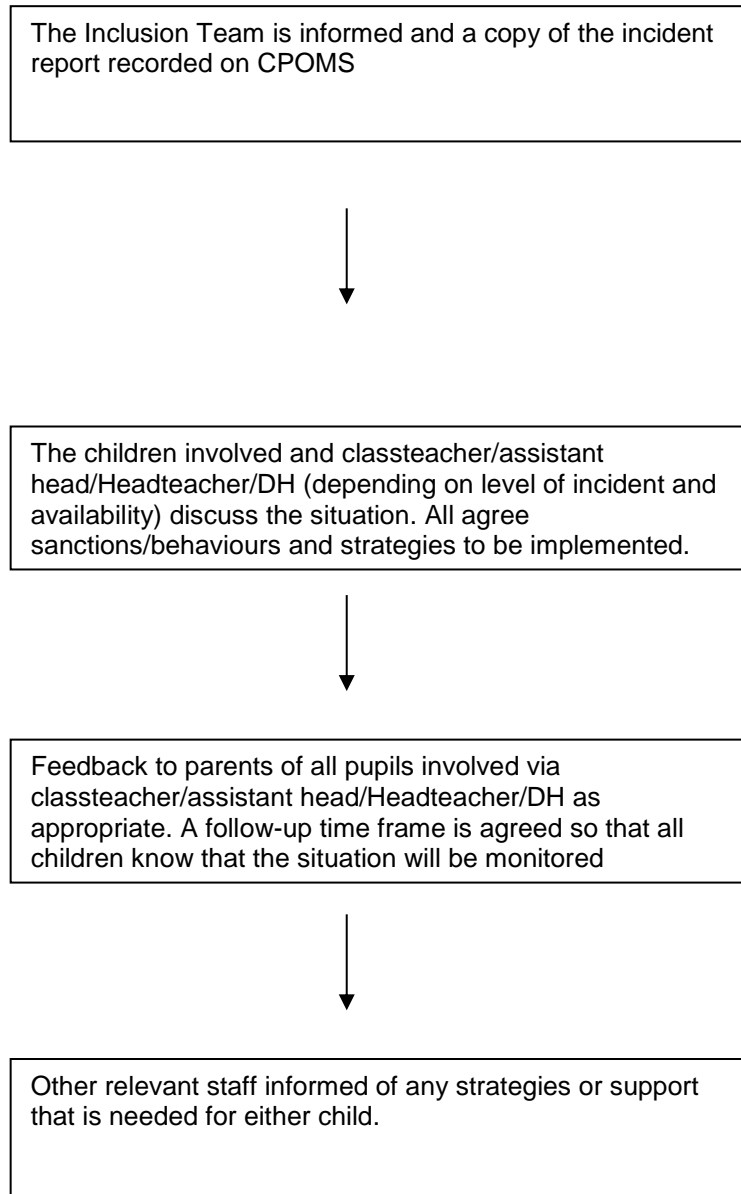 The Inclusion Team is informed and a copy of the incident
report recorded on CPOMS
The children involved and classteacher/assistant
head/Headteacher/DH (depending on level of incident and
availability) discuss the situation. All agree
sanctions/behaviours and strategies to be implemented.
Feedback to parents of all pupils involved via
classteacher/assistant head/Headteacher/DH as
appropriate. A follow-up time frame is agreed so that all
children know that the situation will be monitored
Other relevant staff informed of any strategies or support
that is needed for either child.